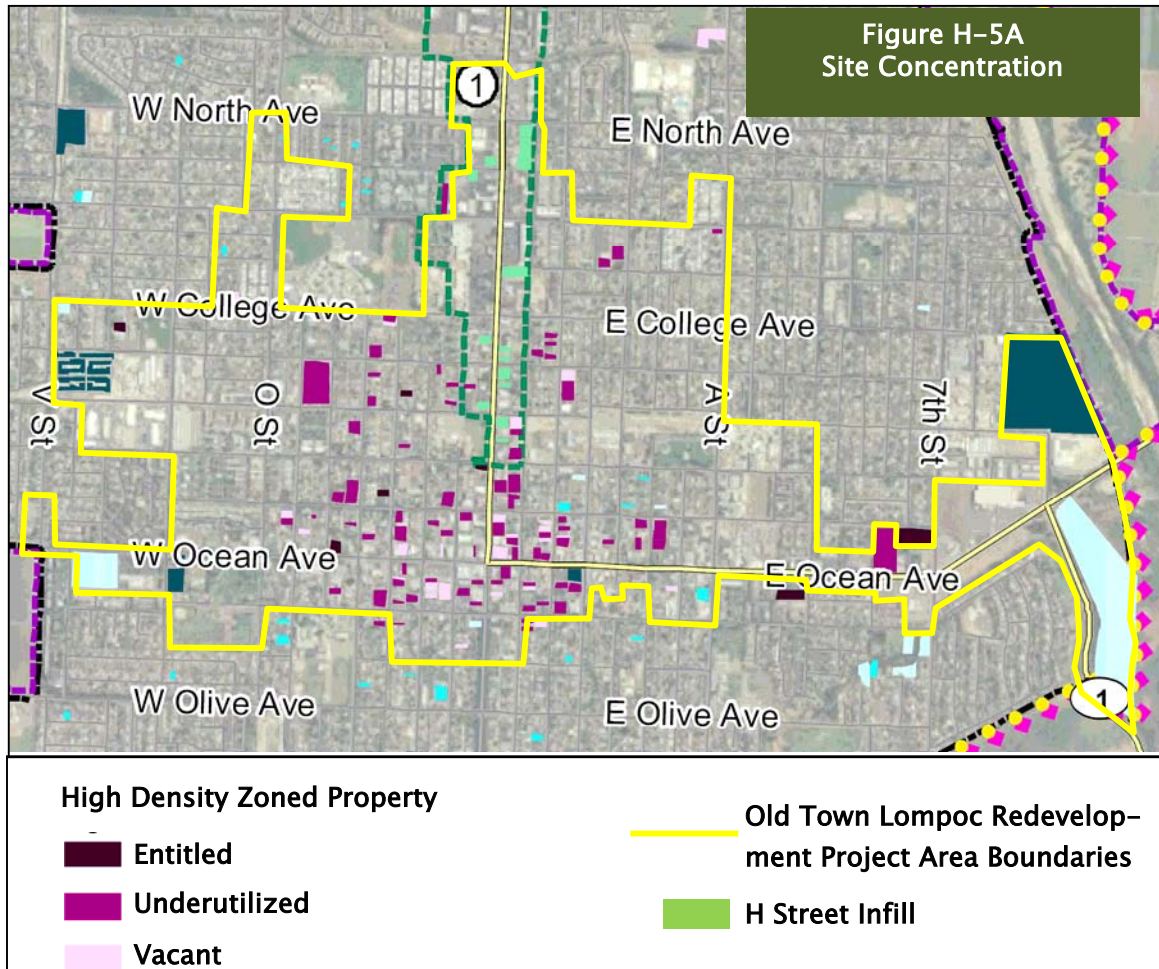 Figure H-5A
Site Concentration
1
W North Ave
E North Ave
W College Ave
E College Ave
V St
O St
A St
7th St
W Ocean Ave
E Ocean Ave
W Olive Ave
E Olive Ave
1
High Density Zoned Property
Entitled
Underutilized
Vacant
Old Town Lompoc Redevelop-
ment Project Area Boundaries
H Street Infill